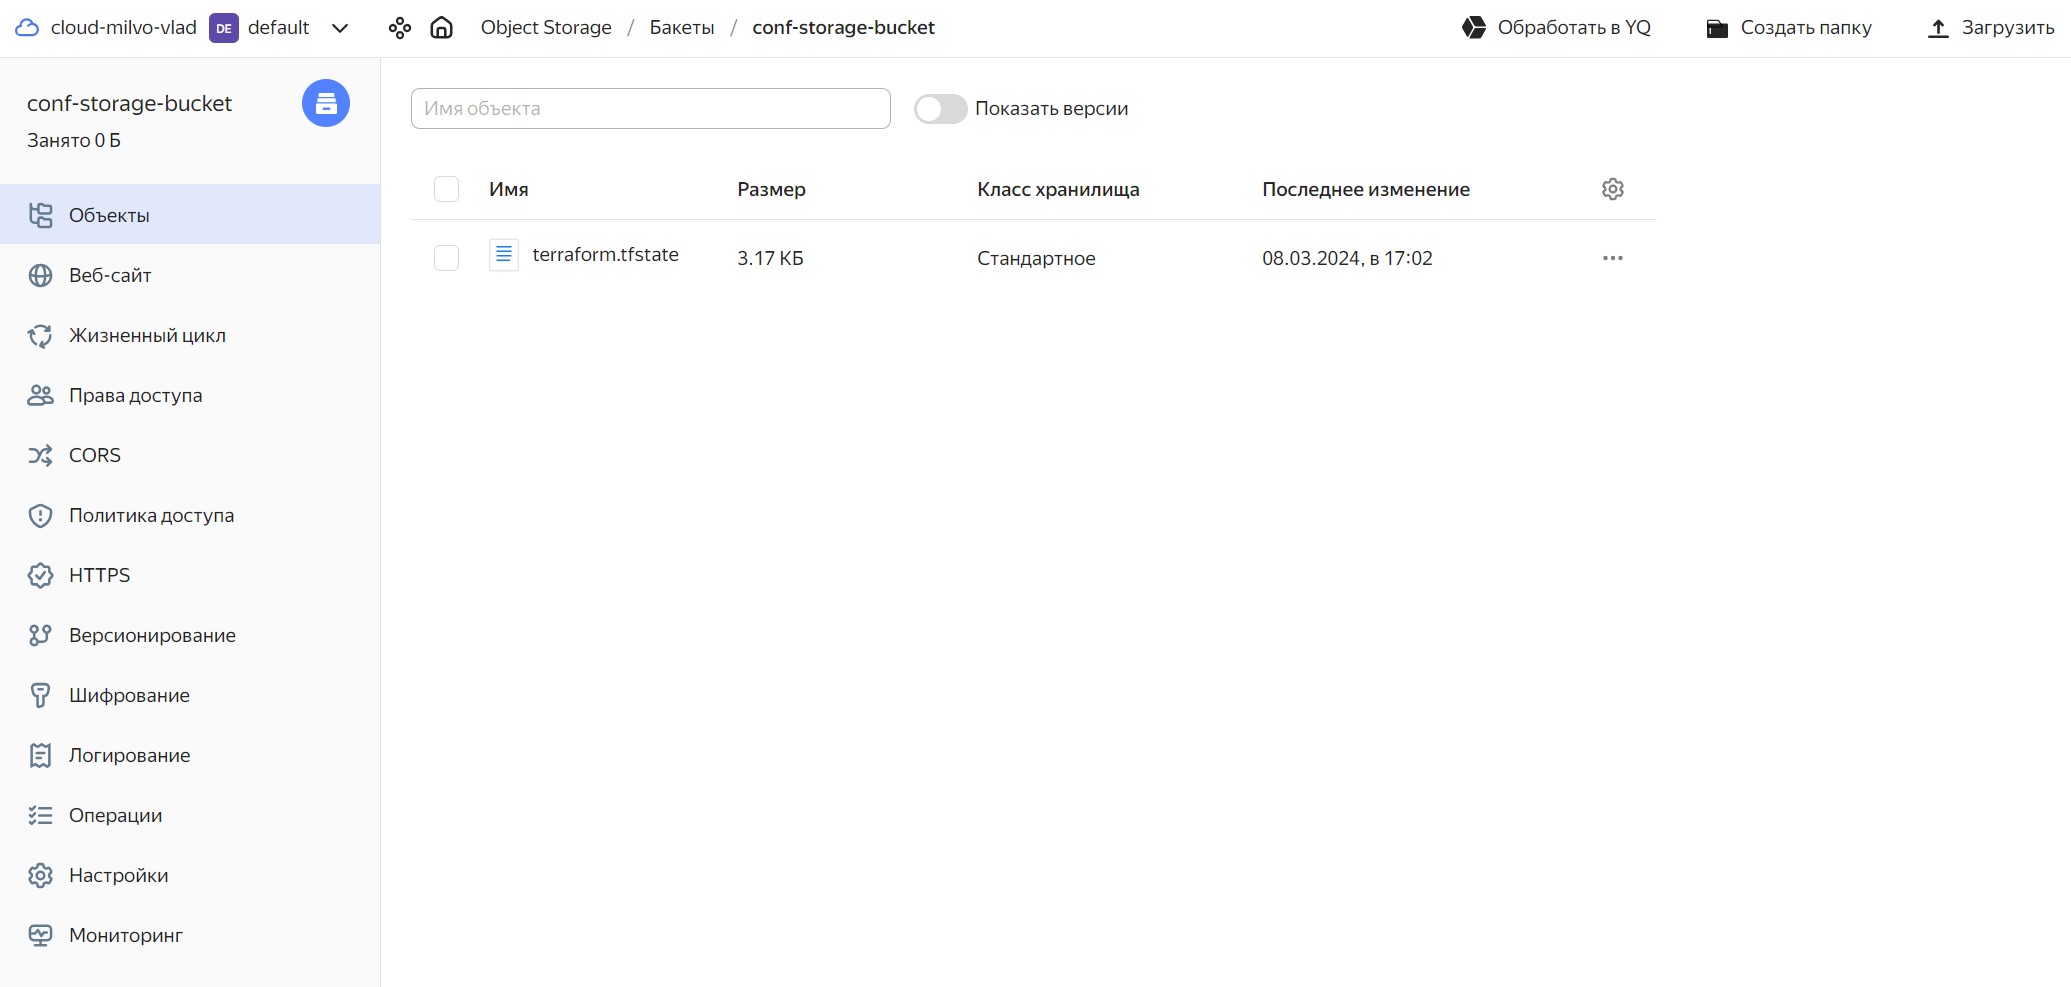 cloud-milvo-vlad DE default Object Storage / Бакеты / conf-storage-bucket Обработать в YQ Создать папку Загрузить
conf-storage-bucket
Занято 0 Б
Объекты
Веб-сайт
Жизненный цикл
Права доступа
CORS
Политика доступа
HTTPS
Версионирование
Шифрование
Логирование
Операции
Настройки
Мониторинг
Имя объекта Показать версии
Имя Размер Класс хранилища Последнее изменение
terraform.tfstate 3.17 КБ Стандартное 08.03.2024, в 17:02